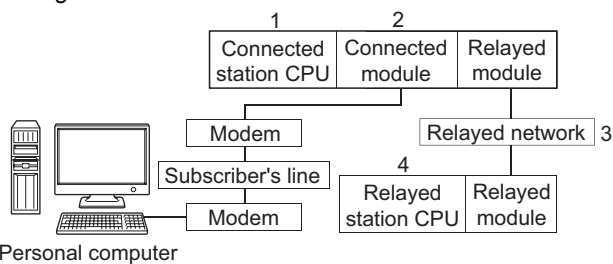 1 2
Connected station CPU
Connected module
Relayed module
Modem
Subscriber's line
Modem
Personal computer
Relayed network 3
4
Relayed station CPU
Relayed module